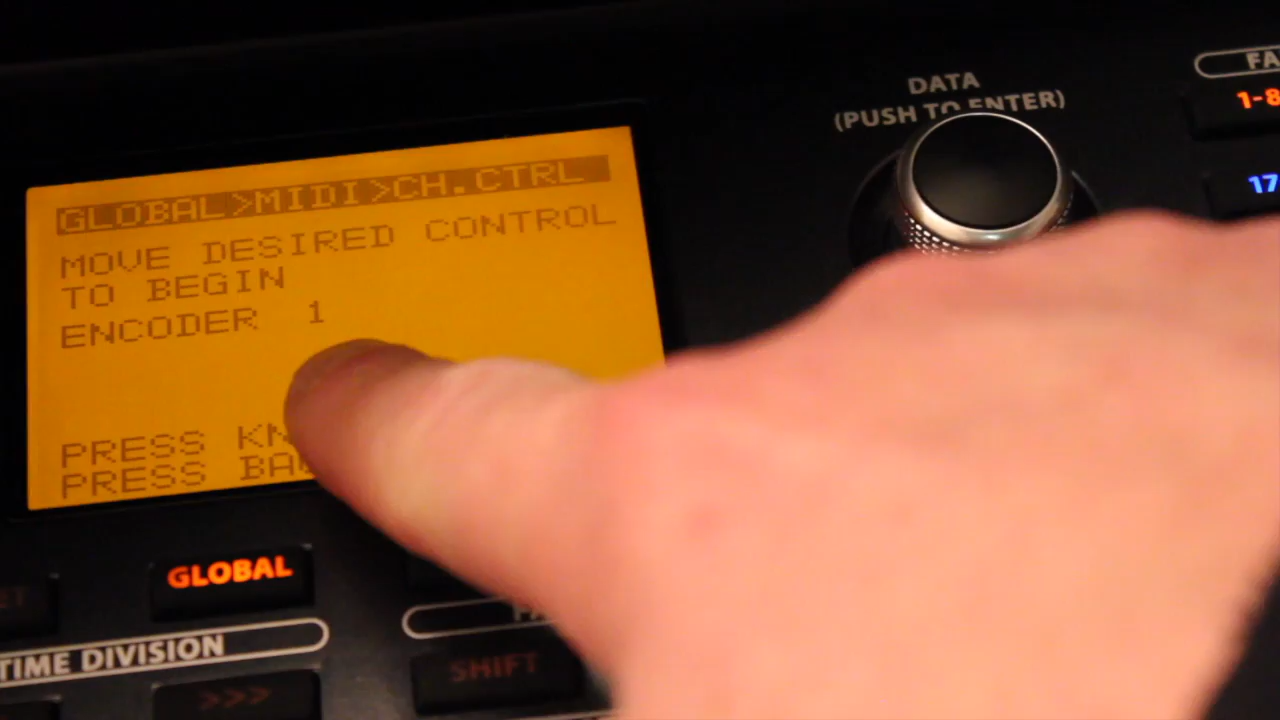 GLOBAL>MIDI>CH.CTRL
MOVE DESIRED CONTROL
TO BEGIN
ENCODER 1
PRESS
PRESS
DATA
(PUSH TO ENTER)
1-8
17
GLOBAL
TIME DIVISION
>>>
SHIFT